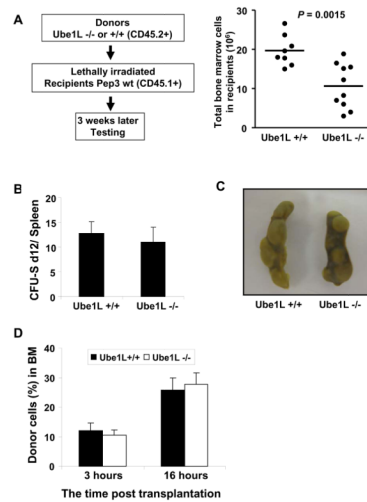 A
Donors
Ube1L -/- or +/+ (CD45.2+)
Lethally irradiated
Recipients Pep3 wt (CD45.1+)
3 weeks later
Testing
Total bone marrow cells
in recipients (10⁶)
30
20
10
0
P = 0.0015
Ube1L +/+ Ube1L -/-
B
CFU-S d12/ Spleen
20
15
10
5
0
Ube1L +/+ Ube1L -/-
C
Ube1L +/+ Ube1L -/-
D
Donor cells (%) in BM
40
30
20
10
0
Ube1L+/+ Ube1L -/-
3 hours 16 hours
The time post transplantation